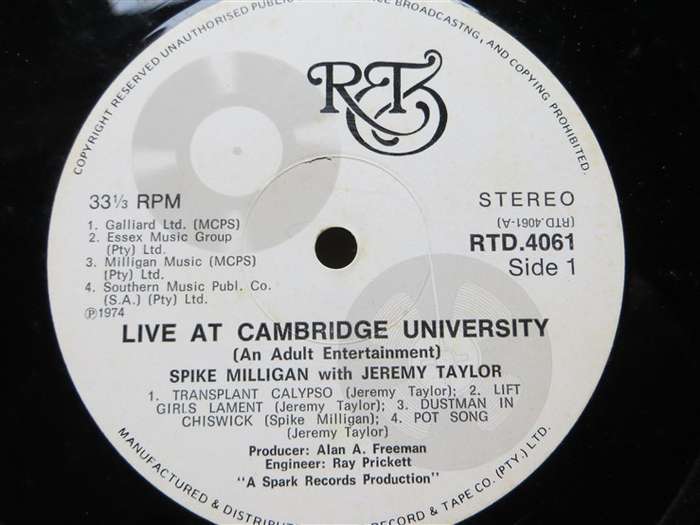 COPYRIGHT RESERVED UNAUTHORISED PUBLIC
CE BROADCASTNG, AND COPYING PROHIBITED.
33⅓ RPM
STEREO
1. Galliard Ltd. (MCPS)
2. Essex Music Group
(Pty) Ltd.
3. Milligan Music (MCPS)
(Pty) Ltd.
4. Southern Music Publ. Co.
(S.A.) (Pty) Ltd.
℗1974
(RTD.4061-A)
RTD.4061
Side 1
LIVE AT CAMBRIDGE UNIVERSITY
(An Adult Entertainment)
SPIKE MILLIGAN with JEREMY TAYLOR
1. TRANSPLANT CALYPSO (Jeremy Taylor); 2. LIFT
GIRLS LAMENT (Jeremy Taylor); 3. DUSTMAN IN
CHISWICK (Spike Milligan); 4. POT SONG
(Jeremy Taylor)
Producer: Alan A. Freeman
Engineer: Ray Prickett
"A Spark Records Production"
MANUFACTURED & DISTRIBUTED
RECORD & TAPE CO. (PTY.) LTD.